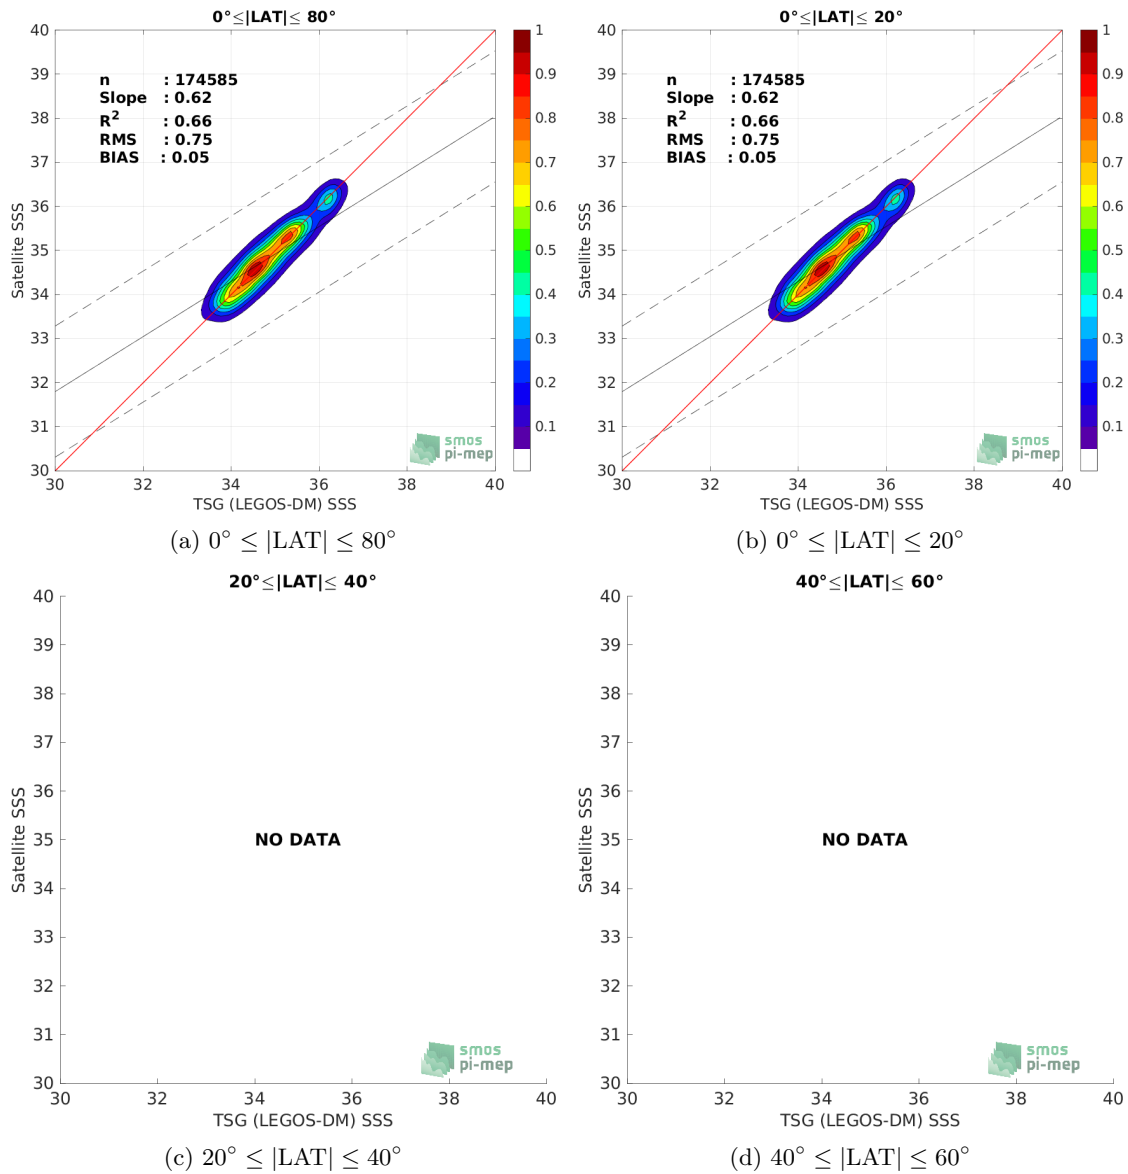 0°≤|LAT|≤ 80°
40
39
38
37
36
35
34
33
32
31
30
n : 174585
Slope : 0.62
R² : 0.66
RMS : 0.75
BIAS : 0.05
1
0.9
0.8
0.7
0.6
0.5
0.4
0.3
0.2
0.1
smos
pi-mep
Satellite SSS
30 32 34 36 38 40
TSG (LEGOS-DM) SSS
(a) 0° ≤ |LAT| ≤ 80°
0°≤|LAT|≤ 20°
40
39
38
37
36
35
34
33
32
31
30
n : 174585
Slope : 0.62
R² : 0.66
RMS : 0.75
BIAS : 0.05
1
0.9
0.8
0.7
0.6
0.5
0.4
0.3
0.2
0.1
smos
pi-mep
Satellite SSS
30 32 34 36 38 40
TSG (LEGOS-DM) SSS
(b) 0° ≤ |LAT| ≤ 20°
20°≤|LAT|≤ 40°
40
39
38
37
36
35
34
33
32
31
30
NO DATA
smos
pi-mep
Satellite SSS
30 32 34 36 38 40
TSG (LEGOS-DM) SSS
(c) 20° ≤ |LAT| ≤ 40°
40°≤|LAT|≤ 60°
40
39
38
37
36
35
34
33
32
31
30
NO DATA
smos
pi-mep
Satellite SSS
30 32 34 36 38 40
TSG (LEGOS-DM) SSS
(d) 40° ≤ |LAT| ≤ 60°